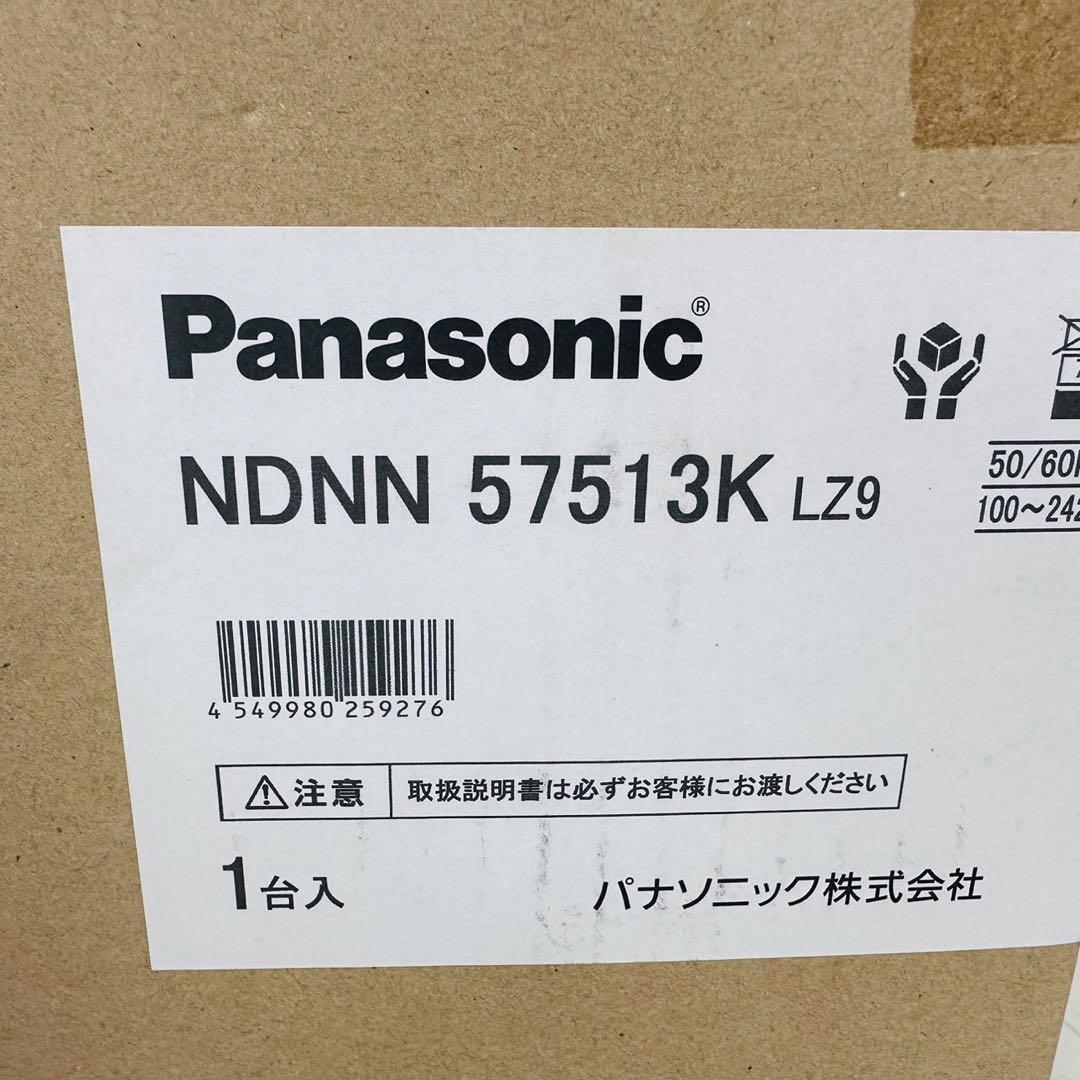 Panasonic®
NDNN 57513K LZ9
50/60
100～242
4 549980 259276
注意 取扱説明書は必ずお客様にお渡しください
1台入
パナソニック株式会社